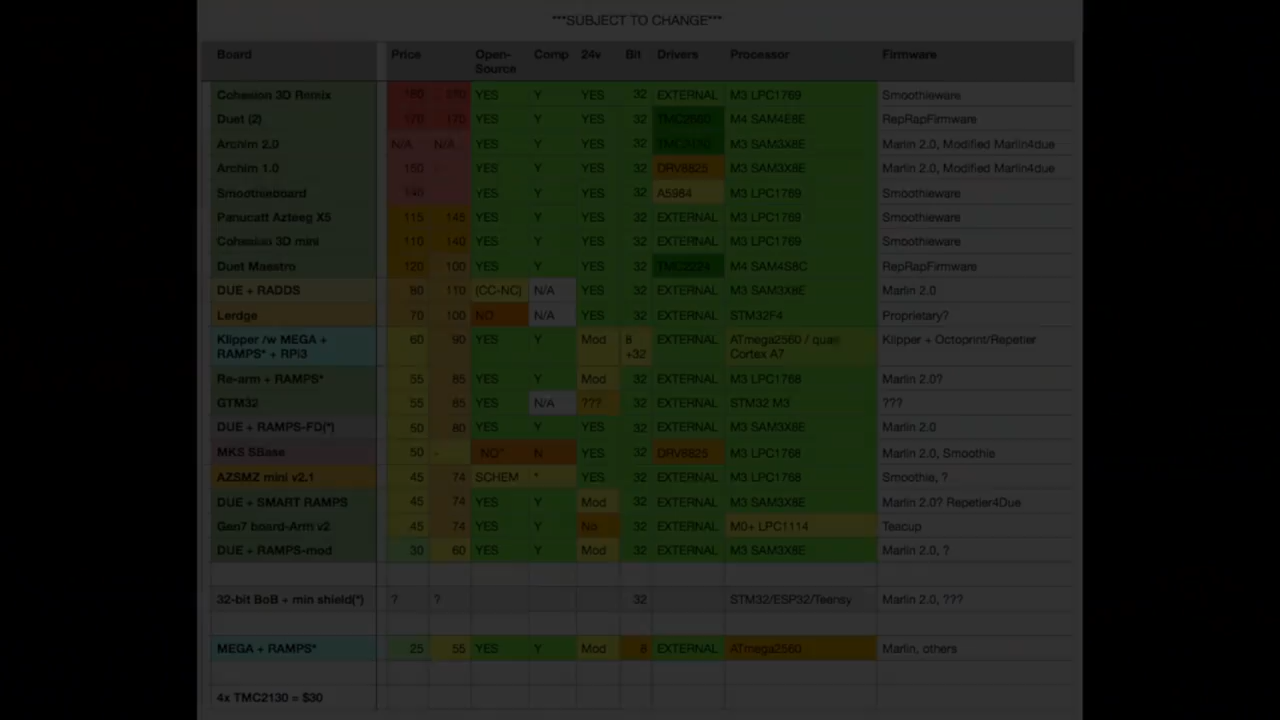 ***SUBJECT TO CHANGE***
Board Price Open-Source Comp 24v Bit Drivers Processor Firmware
Cohesion 3D Remix YES Y YES 32 EXTERNAL M3 LPC1769 Smoothieware
Duet (2) 170 170 YES Y YES 32 TMC2660 M4 SAM4E8E RepRapFirmware
Archim 2.0 N/A N/A YES Y YES 32 M3 SAM3X8E Marlin 2.0, Modified Marlin4due
Archim 1.0 150 YES Y YES 32 DRV8825 M3 SAM3X8E Marlin 2.0, Modified Marlin4due
Smoothieboard YES Y YES 32 A5984 M3 LPC1769 Smoothieware
Panucatt Azteeg X5 115 145 YES Y YES 32 EXTERNAL M3 LPC1769 Smoothieware
Cohesion 3D mini 110 140 YES Y YES 32 EXTERNAL M3 LPC1769 Smoothieware
Duet Maestro 120 100 YES Y YES 32 TMC2224 M4 SAM4S8C RepRapFirmware
DUE + RADDS 80 110 (CC-NC) N/A YES 32 EXTERNAL M3 SAM3X8E Marlin 2.0
Lerdge 70 100 NO N/A YES 32 EXTERNAL STM32F4 Proprietary?
Klipper /w MEGA + RAMPS* + RPi3 60 90 YES Y Mod 8 +32 EXTERNAL ATmega2560 / quad Cortex A7 Klipper + Octoprint/Repetier
Re-arm + RAMPS* 55 85 YES Y Mod 32 EXTERNAL M3 LPC1768 Marlin 2.0?
GTM32 55 85 YES N/A ??? 32 EXTERNAL STM32 M3 ???
DUE + RAMPS-FD(*) 50 80 YES Y YES 32 EXTERNAL M3 SAM3X8E Marlin 2.0
MKS SBase 50 - NO* N YES 32 DRV8825 M3 LPC1768 Marlin 2.0, Smoothie
AZSMZ mini v2.1 45 74 SCHEM * YES 32 EXTERNAL M3 LPC1768 Smoothie, ?
DUE + SMART RAMPS 45 74 YES Y Mod 32 EXTERNAL M3 SAM3X8E Marlin 2.0? Repetier4Due
Gen7 board-Arm v2 45 74 YES Y No 32 EXTERNAL M0+ LPC1114 Teacup
DUE + RAMPS-mod 30 60 YES Y Mod 32 EXTERNAL M3 SAM3X8E Marlin 2.0, ?
32-bit BoB + min shield(*) ? ? 32 STM32/ESP32/Teensy Marlin 2.0, ???
MEGA + RAMPS* 25 55 YES Y Mod 8 EXTERNAL ATmega2560 Marlin, others
4x TMC2130 = $30